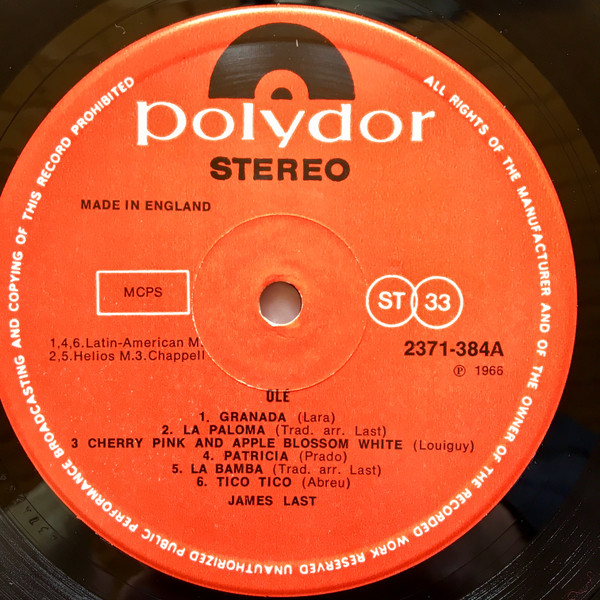 polydor
STEREO
MADE IN ENGLAND
MCPS
ST 33
1,4,6.Latin-American M.
2,5.Helios M.3.Chappell
2371-384A
Ⓟ 1966
OLÉ
1. GRANADA (Lara)
2. LA PALOMA (Trad. arr. Last)
3 CHERRY PINK AND APPLE BLOSSOM WHITE (Louiguy)
4. PATRICIA (Prado)
5. LA BAMBA (Trad. arr. Last)
6. TICO TICO (Abreu)
JAMES LAST
ALL RIGHTS OF THE MANUFACTURER AND OF THE OWNER OF THE RECORDED WORK RESERVED UNAUTHORIZED PUBLIC PERFORMANCE BROADCASTING AND COPYING OF THIS RECORD PROHIBITED